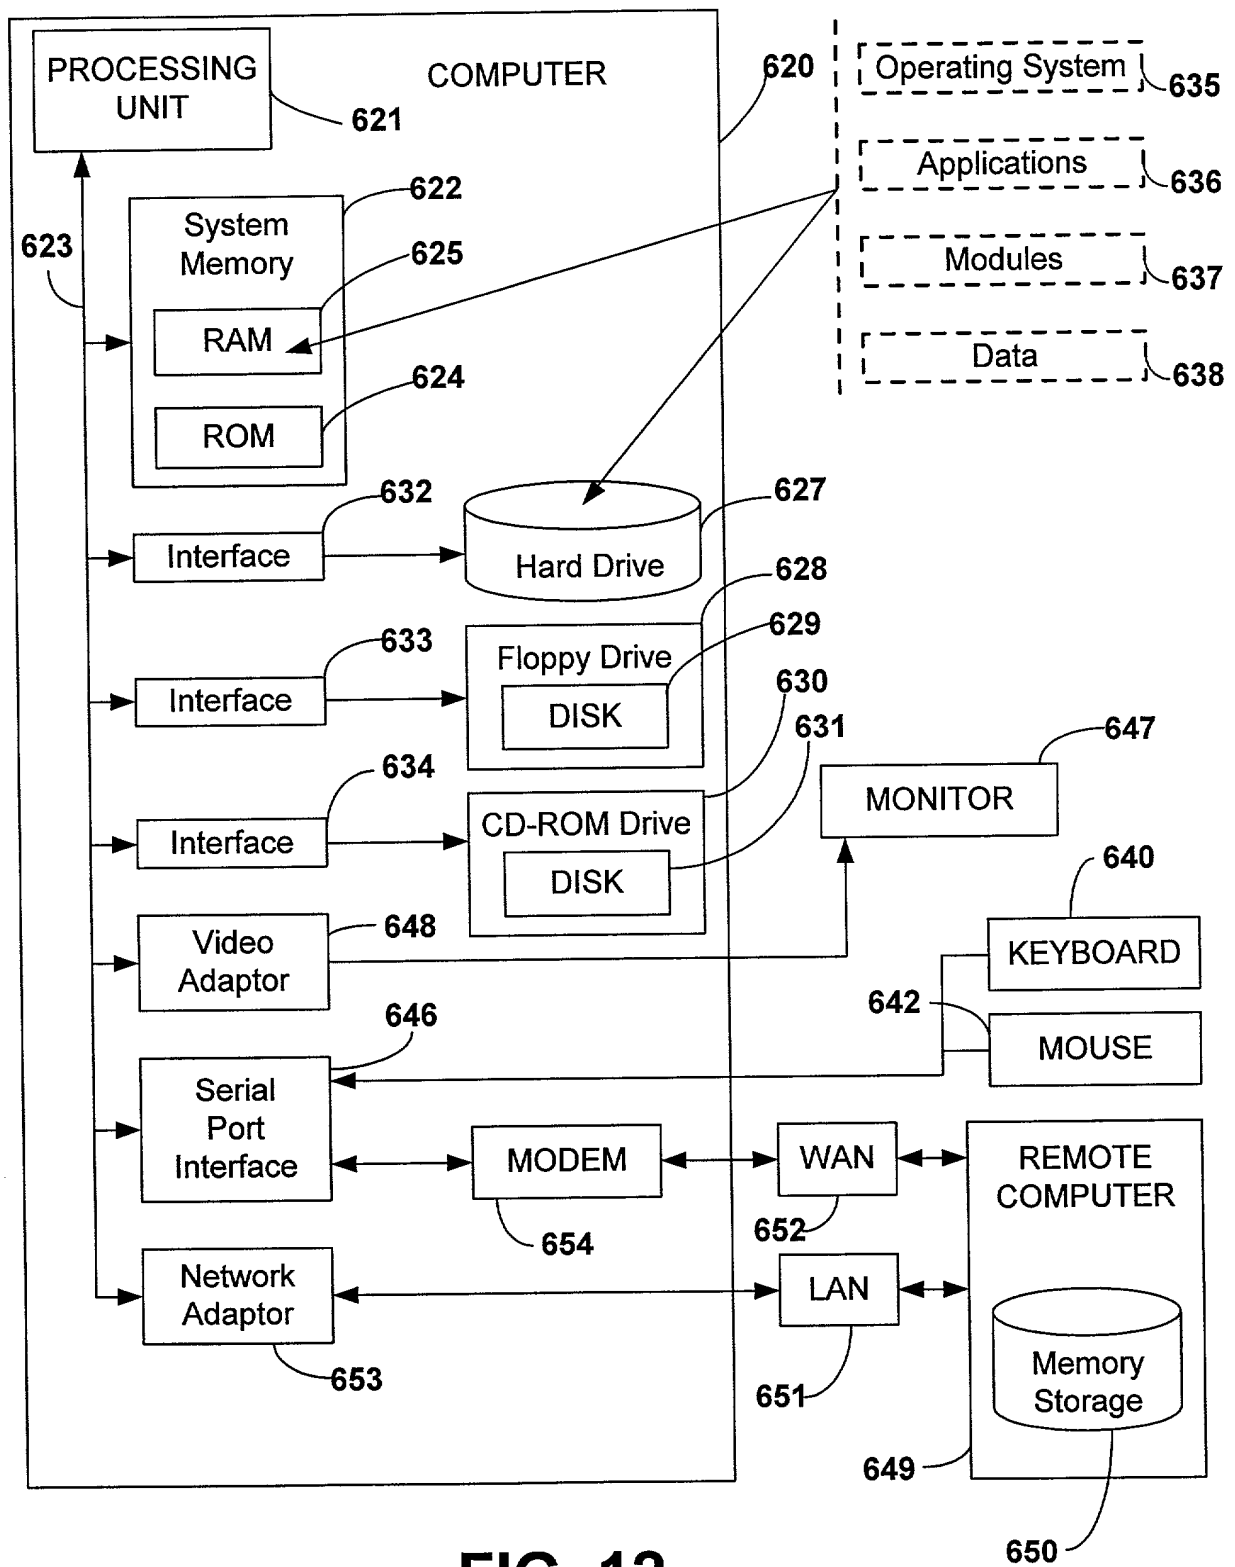 PROCESSING
UNIT
621
COMPUTER
620
Operating System
635
Applications
636
Modules
637
Data
638
623
622
System
Memory
625
RAM
624
ROM
632
Interface
627
Hard Drive
628
633
Interface
Floppy Drive
629
DISK
630
634
Interface
CD-ROM Drive
631
DISK
647
MONITOR
648
Video
Adaptor
640
KEYBOARD
642
MOUSE
646
Serial
Port
Interface
MODEM
654
WAN
652
REMOTE
COMPUTER
Network
Adaptor
653
LAN
651
Memory
Storage
649
650